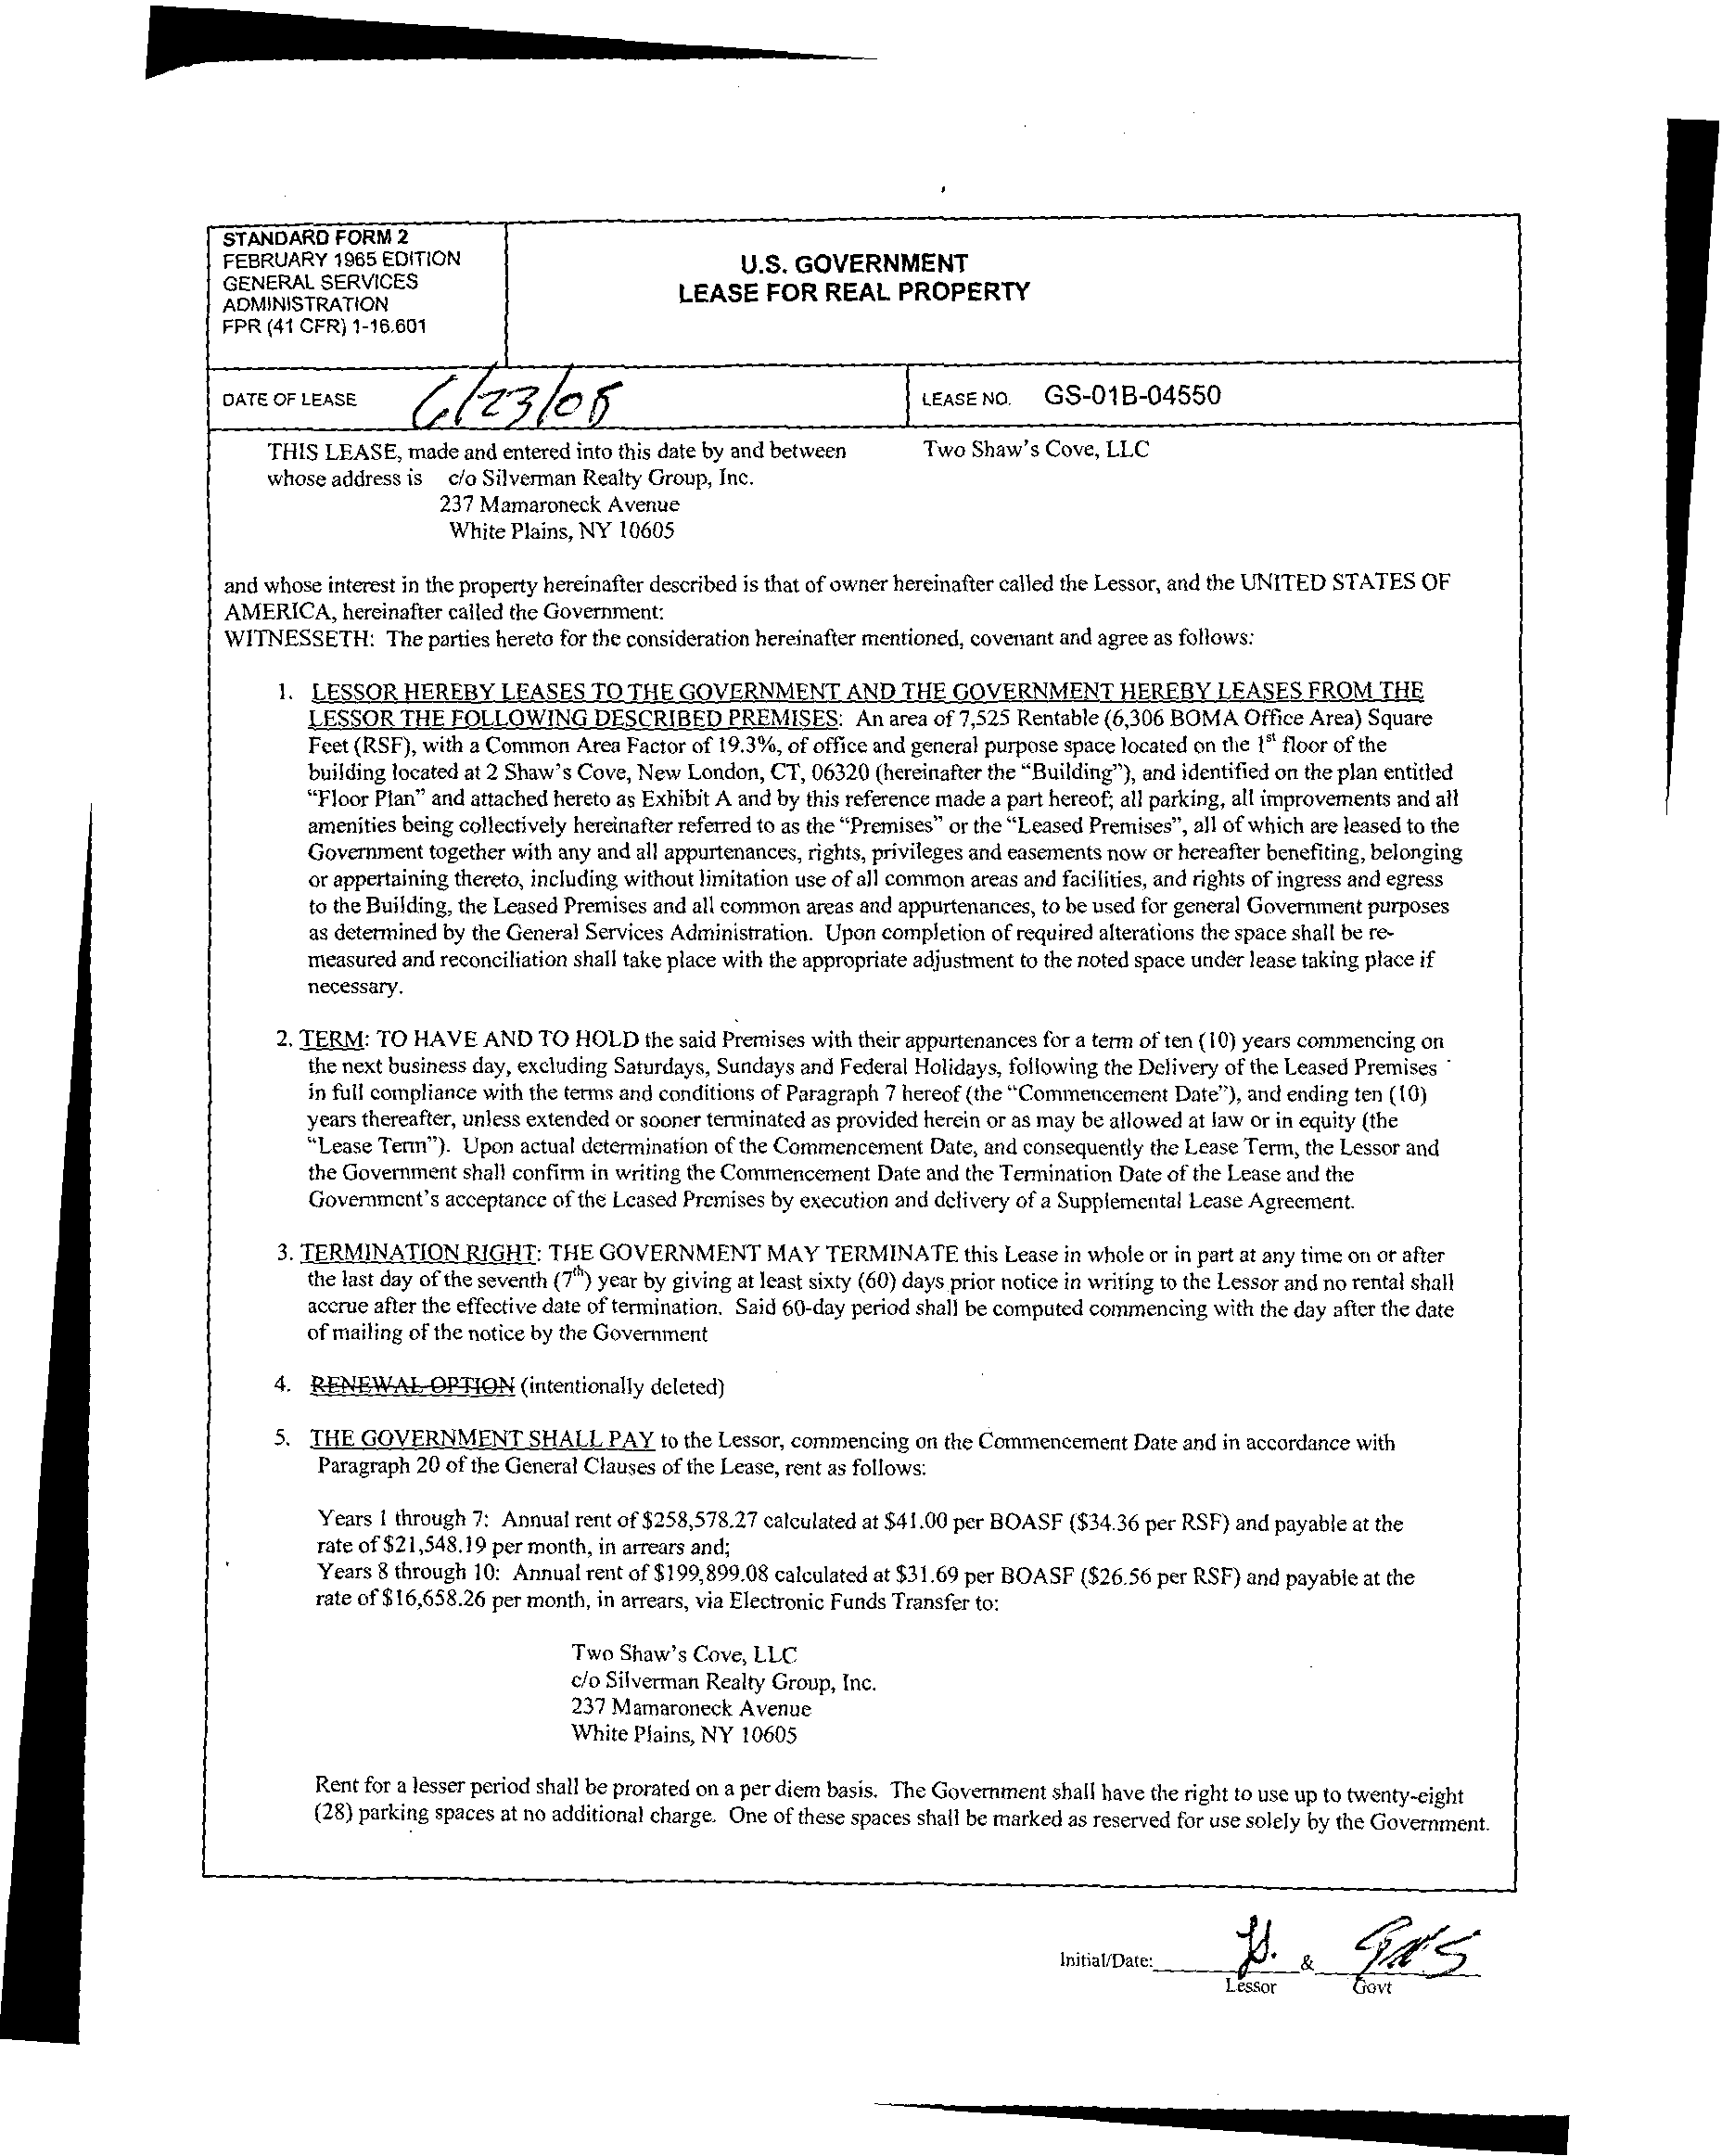 STANDARD FORM 2
FEBRUARY 1965 EDITION
GENERAL SERVICES
ADMINISTRATION
FPR (41 CFR) 1-16.601
U.S. GOVERNMENT
LEASE FOR REAL PROPERTY
DATE OF LEASE 6/23/08
LEASE NO. GS-01B-04550
THIS LEASE, made and entered into this date by and between Two Shaw's Cove, LLC
whose address is c/o Silverman Realty Group, Inc.
237 Mamaroneck Avenue
White Plains, NY 10605
and whose interest in the property hereinafter described is that of owner hereinafter called the Lessor, and the UNITED STATES OF
AMERICA, hereinafter called the Government:
WITNESSETH: The parties hereto for the consideration hereinafter mentioned, covenant and agree as follows:
1. LESSOR HEREBY LEASES TO THE GOVERNMENT AND THE GOVERNMENT HEREBY LEASES FROM THE
LESSOR THE FOLLOWING DESCRIBED PREMISES: An area of 7,525 Rentable (6,306 BOMA Office Area) Square
Feet (RSF), with a Common Area Factor of 19.3%, of office and general purpose space located on the 1st floor of the
building located at 2 Shaw's Cove, New London, CT, 06320 (hereinafter the "Building"), and identified on the plan entitled
"Floor Plan" and attached hereto as Exhibit A and by this reference made a part hereof; all parking, all improvements and all
amenities being collectively hereinafter referred to as the "Premises" or the "Leased Premises", all of which are leased to the
Government together with any and all appurtenances, rights, privileges and easements now or hereafter benefiting, belonging
or appertaining thereto, including without limitation use of all common areas and facilities, and rights of ingress and egress
to the Building, the Leased Premises and all common areas and appurtenances, to be used for general Government purposes
as determined by the General Services Administration. Upon completion of required alterations the space shall be re-
measured and reconciliation shall take place with the appropriate adjustment to the noted space under lease taking place if
necessary.
2. TERM: TO HAVE AND TO HOLD the said Premises with their appurtenances for a term of ten (10) years commencing on
the next business day, excluding Saturdays, Sundays and Federal Holidays, following the Delivery of the Leased Premises
in full compliance with the terms and conditions of Paragraph 7 hereof (the "Commencement Date"), and ending ten (10)
years thereafter, unless extended or sooner terminated as provided herein or as may be allowed at law or in equity (the
"Lease Term"). Upon actual determination of the Commencement Date, and consequently the Lease Term, the Lessor and
the Government shall confirm in writing the Commencement Date and the Termination Date of the Lease and the
Government's acceptance of the Leased Premises by execution and delivery of a Supplemental Lease Agreement.
3. TERMINATION RIGHT: THE GOVERNMENT MAY TERMINATE this Lease in whole or in part at any time on or after
the last day of the seventh (7th) year by giving at least sixty (60) days prior notice in writing to the Lessor and no rental shall
accrue after the effective date of termination. Said 60-day period shall be computed commencing with the day after the date
of mailing of the notice by the Government
4. RENEWAL OPTION (intentionally deleted)
5. THE GOVERNMENT SHALL PAY to the Lessor, commencing on the Commencement Date and in accordance with
Paragraph 20 of the General Clauses of the Lease, rent as follows:
Years 1 through 7: Annual rent of $258,578.27 calculated at $41.00 per BOASF ($34.36 per RSF) and payable at the
rate of $21,548.19 per month, in arrears and;
Years 8 through 10: Annual rent of $199,899.08 calculated at $31.69 per BOASF ($26.56 per RSF) and payable at the
rate of $16,658.26 per month, in arrears, via Electronic Funds Transfer to:
Two Shaw's Cove, LLC
c/o Silverman Realty Group, Inc.
237 Mamaroneck Avenue
White Plains, NY 10605
Rent for a lesser period shall be prorated on a per diem basis. The Government shall have the right to use up to twenty-eight
(28) parking spaces at no additional charge. One of these spaces shall be marked as reserved for use solely by the Government.
Initial/Date: &
Lessor Govt